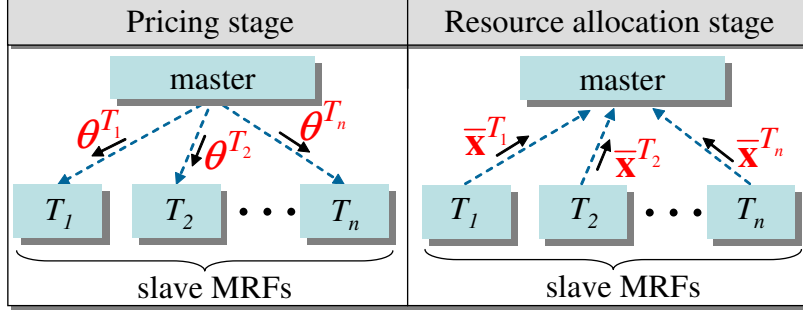 Pricing stage
master
θ^{T_1}
θ^{T_2}
θ^{T_n}
T_1
T_2
• • •
T_n
slave MRFs
Resource allocation stage
master
x̄^{T_1}
x̄^{T_2}
x̄^{T_n}
T_1
T_2
• • •
T_n
slave MRFs